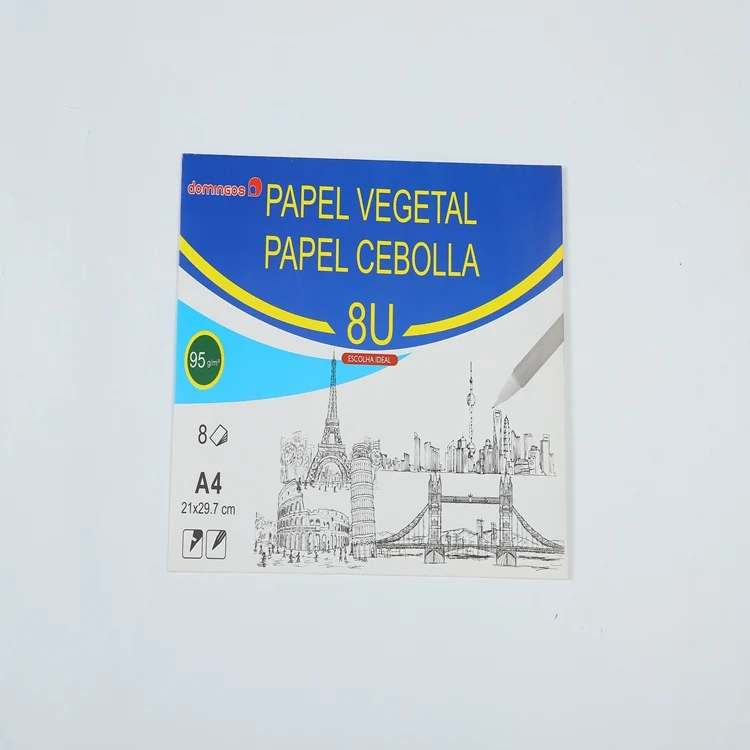 domingos
PAPEL VEGETAL
PAPEL CEBOLLA
8U
ESCOLHA IDEAL
95 g/m²
8
A4
21x29.7 cm